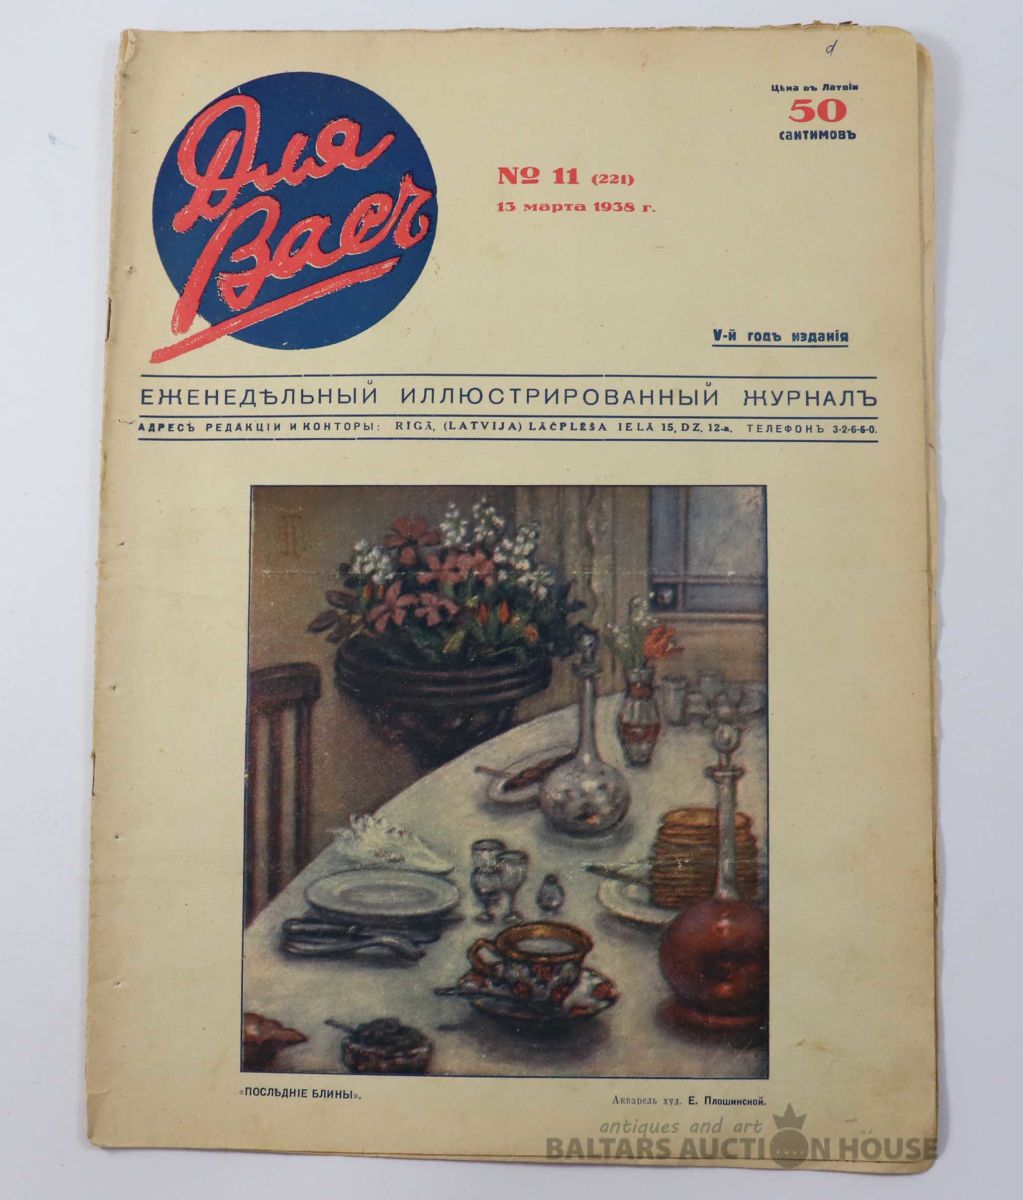 d
Цѣна въ Латвіи
50
сантимовъ
Для
Васъ
№ 11 (221)
13 марта 1938 г.
V-й годъ изданія
ЕЖЕНЕДѢЛЬНЫЙ ИЛЛЮСТРИРОВАННЫЙ ЖУРНАЛЪ
АДРЕСЪ РЕДАКЦІИ И КОНТОРЫ: RIGĀ, (LATVIJA) LĀČPLĒŠA IELĀ 15, DZ, 12-a. ТЕЛЕФОНЪ 3-2-6-6-0.
«ПОСЛѢДНІЕ БЛИНЫ».
Акварель худ. Е. Плошинской.
antiques and art
BALTARS AUCTION HOUSE